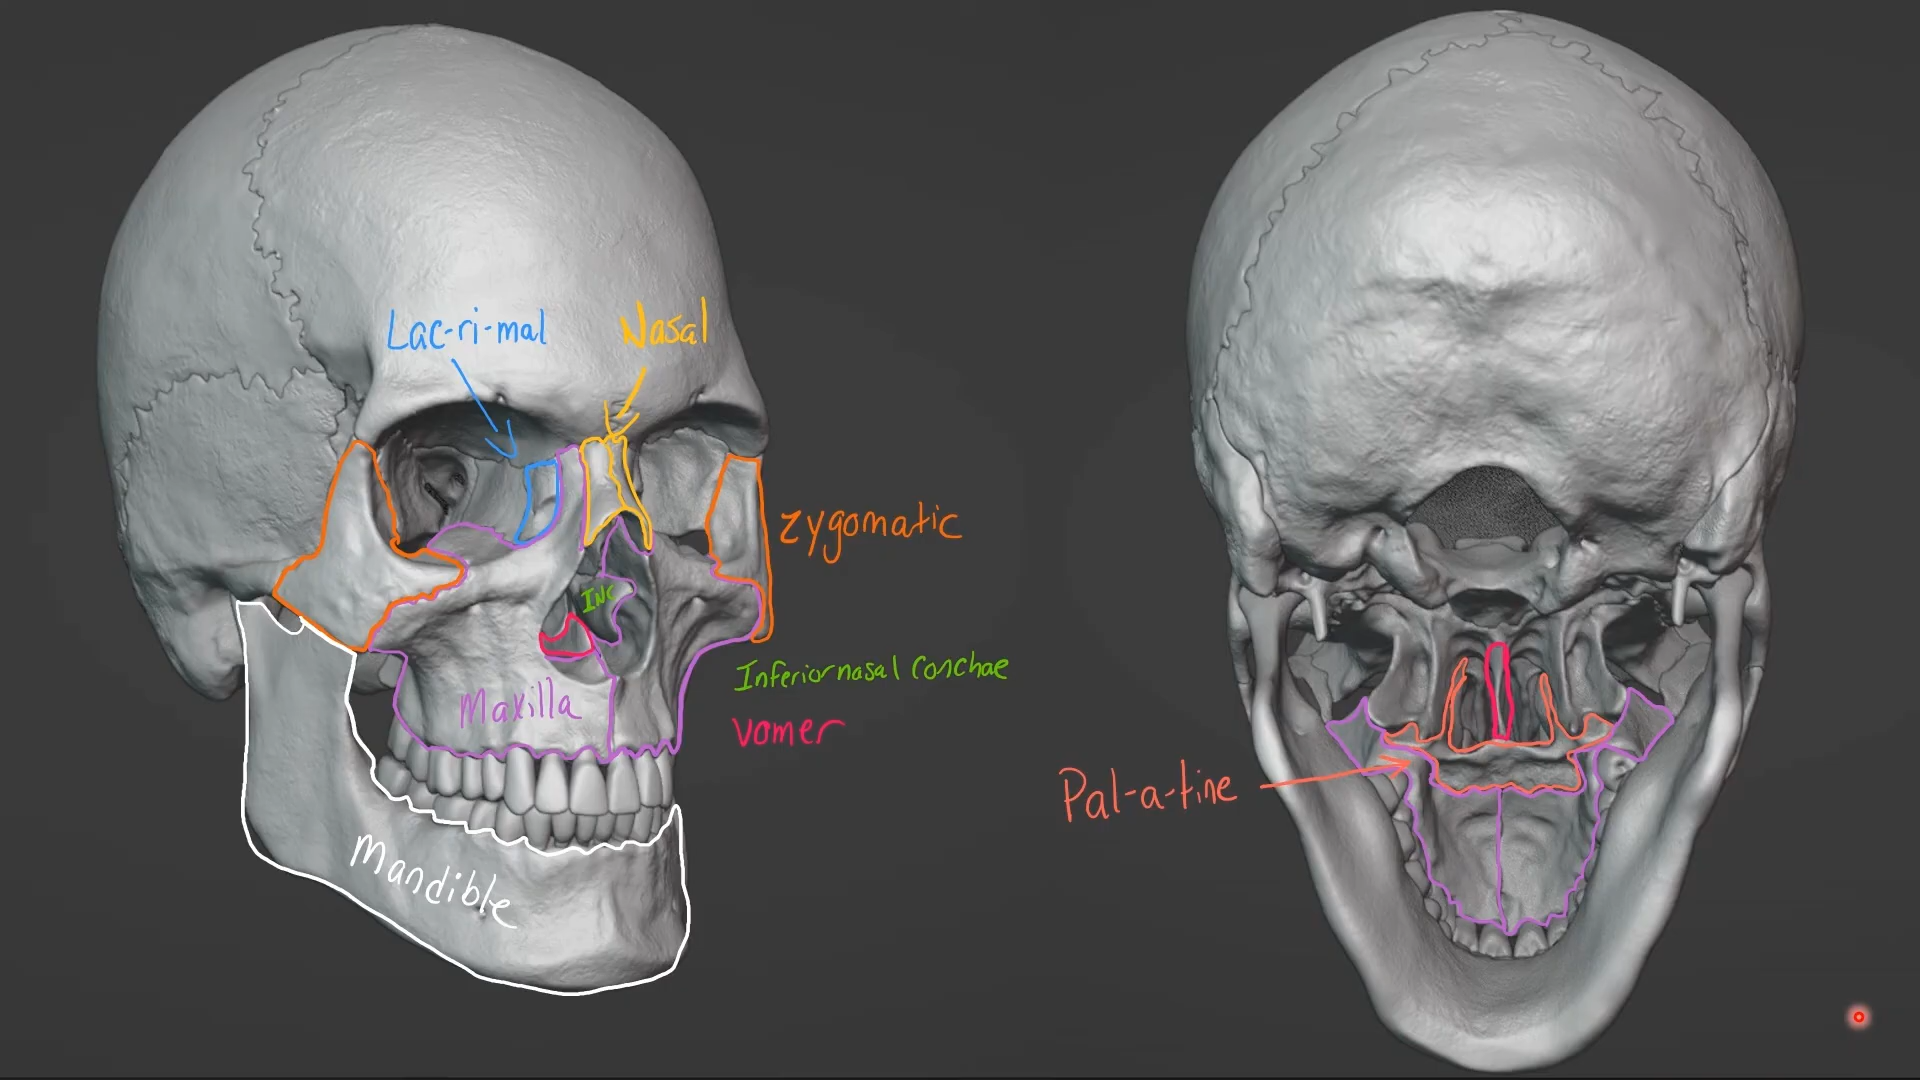 Lac-ri-mal
Nasal
zygomatic
INC
Inferior nasal Conchae
Maxilla
Vomer
Pal-a-tine
Mandible